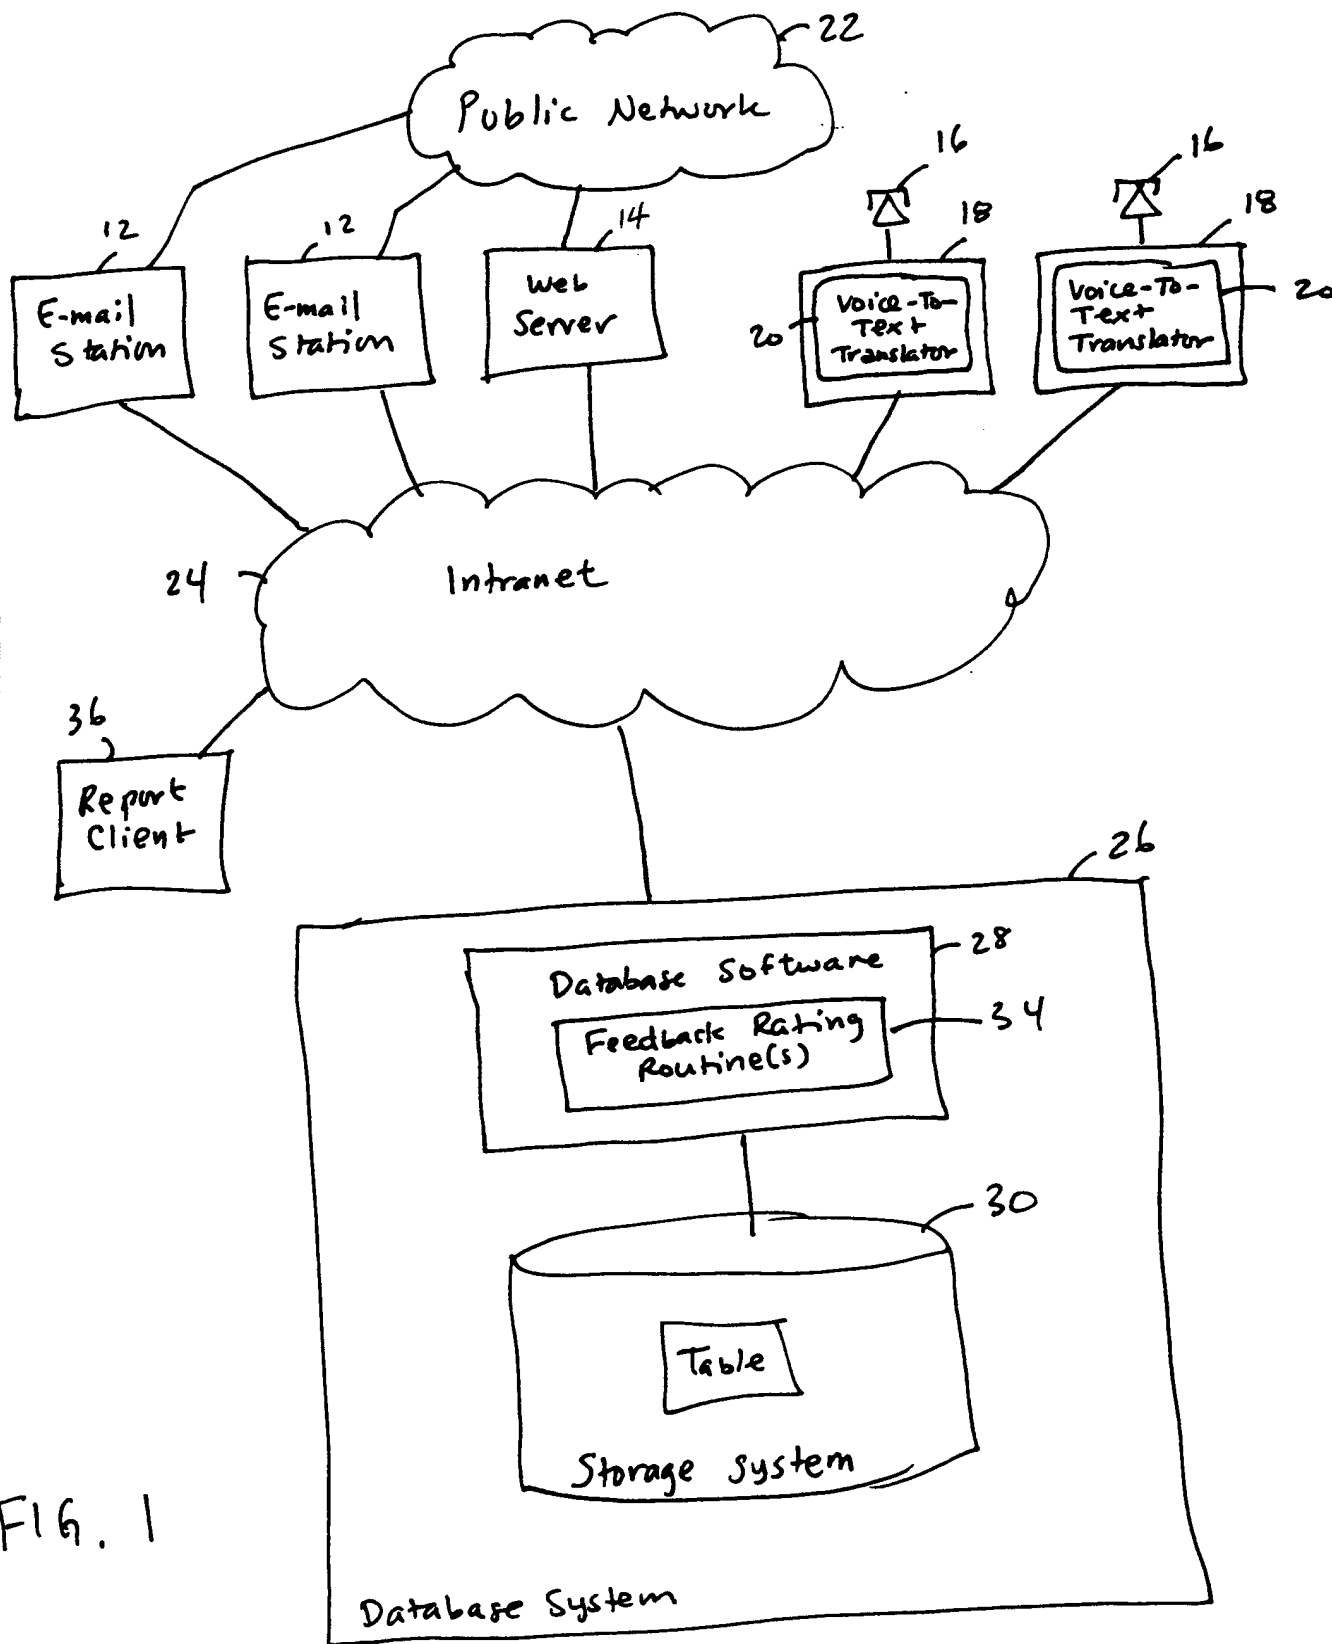 22
Public Network
16
16
12
12
14
18
18
E-mail
Station
E-mail
Station
Web
Server
20
Voice-To-
Text
Translator
Voice-To-
Text
Translator
20
24
Intranet
36
Report
Client
26
Database Software
28
Feedback Rating
Routine(s)
34
30
Table
Storage System
FIG. 1
Database System